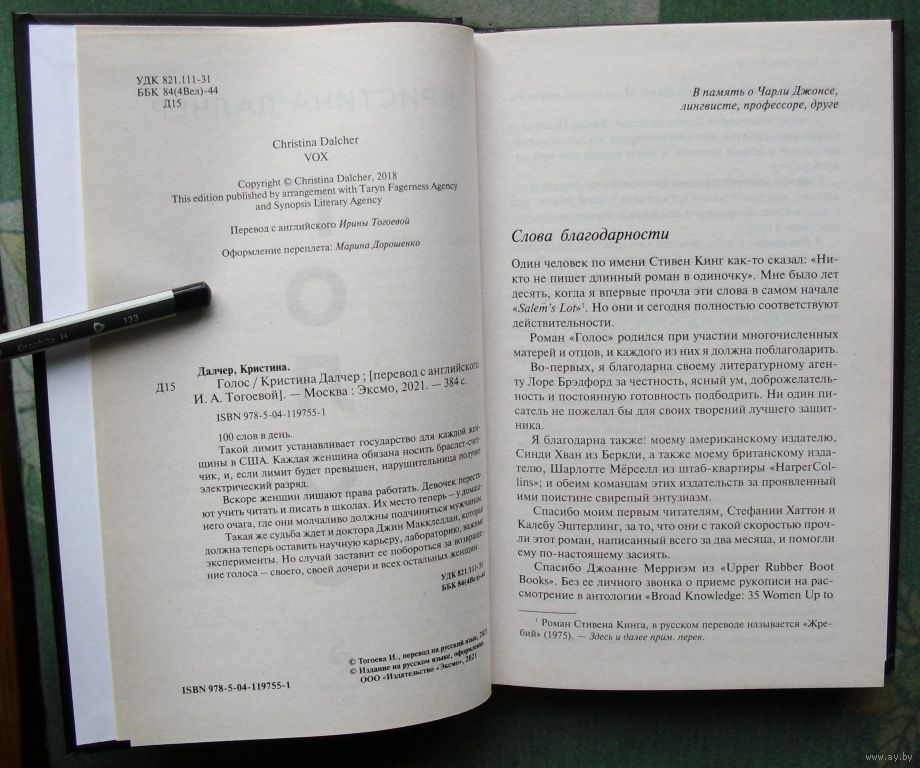 УДК 821.111-31
ББК 84(4Вел)-44
Д15
Christina Dalcher
VOX
Copyright © Christina Dalcher, 2018
This edition published by arrangement with Taryn Fagerness Agency
and Synopsis Literary Agency
Перевод с английского Ирины Тогоевой
Оформление переплета: Марина Дорошенко
Graphite H
133
Далчер, Кристина.
Д15 Голос / Кристина Далчер ; [перевод с английского
И. А. Тогоевой]. — Москва : Эксмо, 2021. — 384 с.
ISBN 978-5-04-119755-1
100 слов в день.
Такой лимит устанавливает государство для каждой жен-
щины в США. Каждая женщина обязана носить браслет-счет-
чик, и, если лимит будет превышен, нарушительница получит
электрический разряд.
Вскоре женщин лишают права работать. Девочек переста-
ют учить читать и писать в школах. Их место теперь – у домаш-
него очага, где они молчаливо должны подчиняться мужчинам.
Такая же судьба ждет и доктора Джин Макклеллан, которая
должна теперь оставить научную карьеру, лабораторию, важные
эксперименты. Но случай заставит ее побороться за возвраще-
ние голоса – своего, своей дочери и всех остальных женщин.
УДК 821.111-31
ББК 84(4Вел)-44
© Тогоева И., перевод на русский язык, 2021
© Издание на русском языке, оформление.
ООО «Издательство «Эксмо», 2021
ISBN 978-5-04-119755-1
В память о Чарли Джонсе,
лингвисте, профессоре, друге
Слова благодарности
Один человек по имени Стивен Кинг как-то сказал: «Ни-
кто не пишет длинный роман в одиночку». Мне было лет
десять, когда я впервые прочла эти слова в самом начале
«Salem's Lot»¹. Но они и сегодня полностью соответствуют
действительности.
Роман «Голос» родился при участии многочисленных
матерей и отцов, и каждого из них я должна поблагодарить.
Во-первых, я благодарна своему литературному аген-
ту Лоре Брэдфорд за честность, ясный ум, доброжелатель-
ность и постоянную готовность подбодрить. Ни один пи-
сатель не пожелал бы для своих творений лучшего защит-
ника.
Я благодарна также: моему американскому издателю,
Синди Хван из Беркли, а также моему британскому изда-
телю, Шарлотте Мёрселл из штаб-квартиры «HarperCol-
lins»; и обеим командам этих издательств за проявленный
ими поистине свирепый энтузиазм.
Спасибо моим первым читателям, Стефании Хаттон и
Калебу Эштерлинг, за то, что они с такой скоростью проч-
ли этот роман, написанный всего за два месяца, и помогли
ему по-настоящему засиять.
Спасибо Джоанне Мерриэм из «Upper Rubber Boot
Books». Без ее личного звонка о приеме рукописи на рас-
смотрение в антологии «Broad Knowledge: 35 Women Up to
¹ Роман Стивена Кинга, в русском переводе называется «Жре-
бий» (1975). — Здесь и далее прим. перев.
www.ay.by